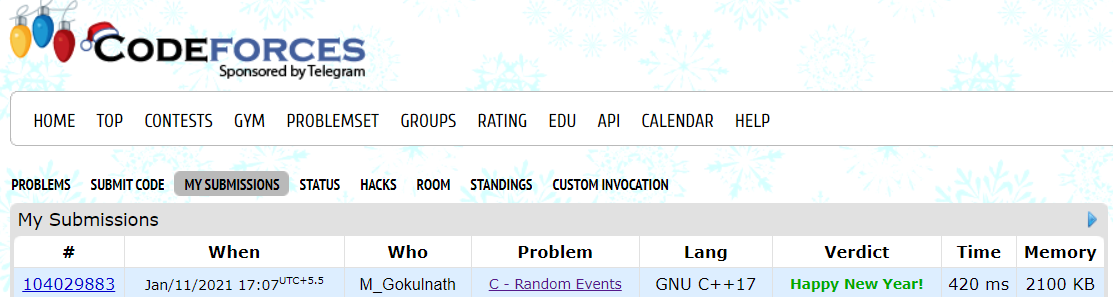 CODEFORCES
Sponsored by Telegram
HOME TOP CONTESTS GYM PROBLEMSET GROUPS RATING EDU API CALENDAR HELP
PROBLEMS SUBMIT CODE MY SUBMISSIONS STATUS HACKS ROOM STANDINGS CUSTOM INVOCATION
My Submissions
# When Who Problem Lang Verdict Time Memory
104029883 Jan/11/2021 17:07UTC+5.5 M_Gokulnath C - Random Events GNU C++17 Happy New Year! 420 ms 2100 KB